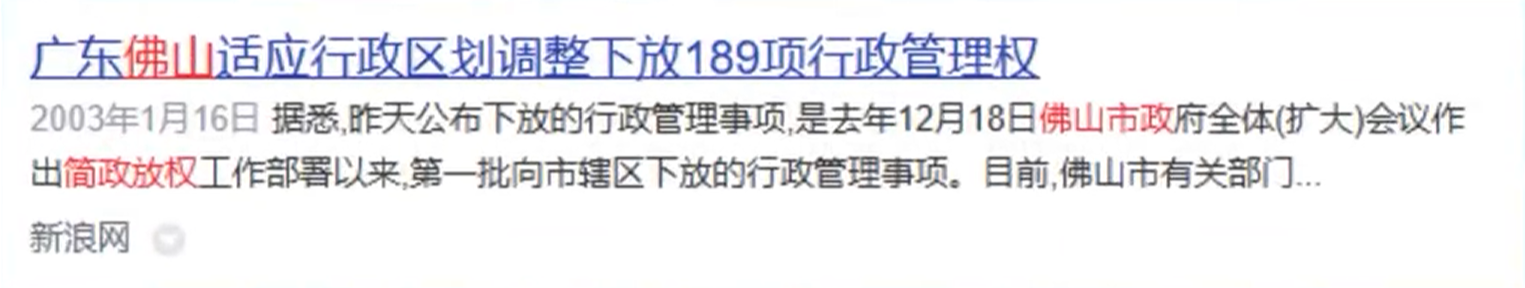 广东佛山适应行政区划调整下放189项行政管理权
2003年1月16日 据悉,昨天公布下放的行政管理事项,是去年12月18日佛山市政府全体(扩大)会议作
出简政放权工作部署以来,第一批向市辖区下放的行政管理事项。目前,佛山市有关部门...
新浪网